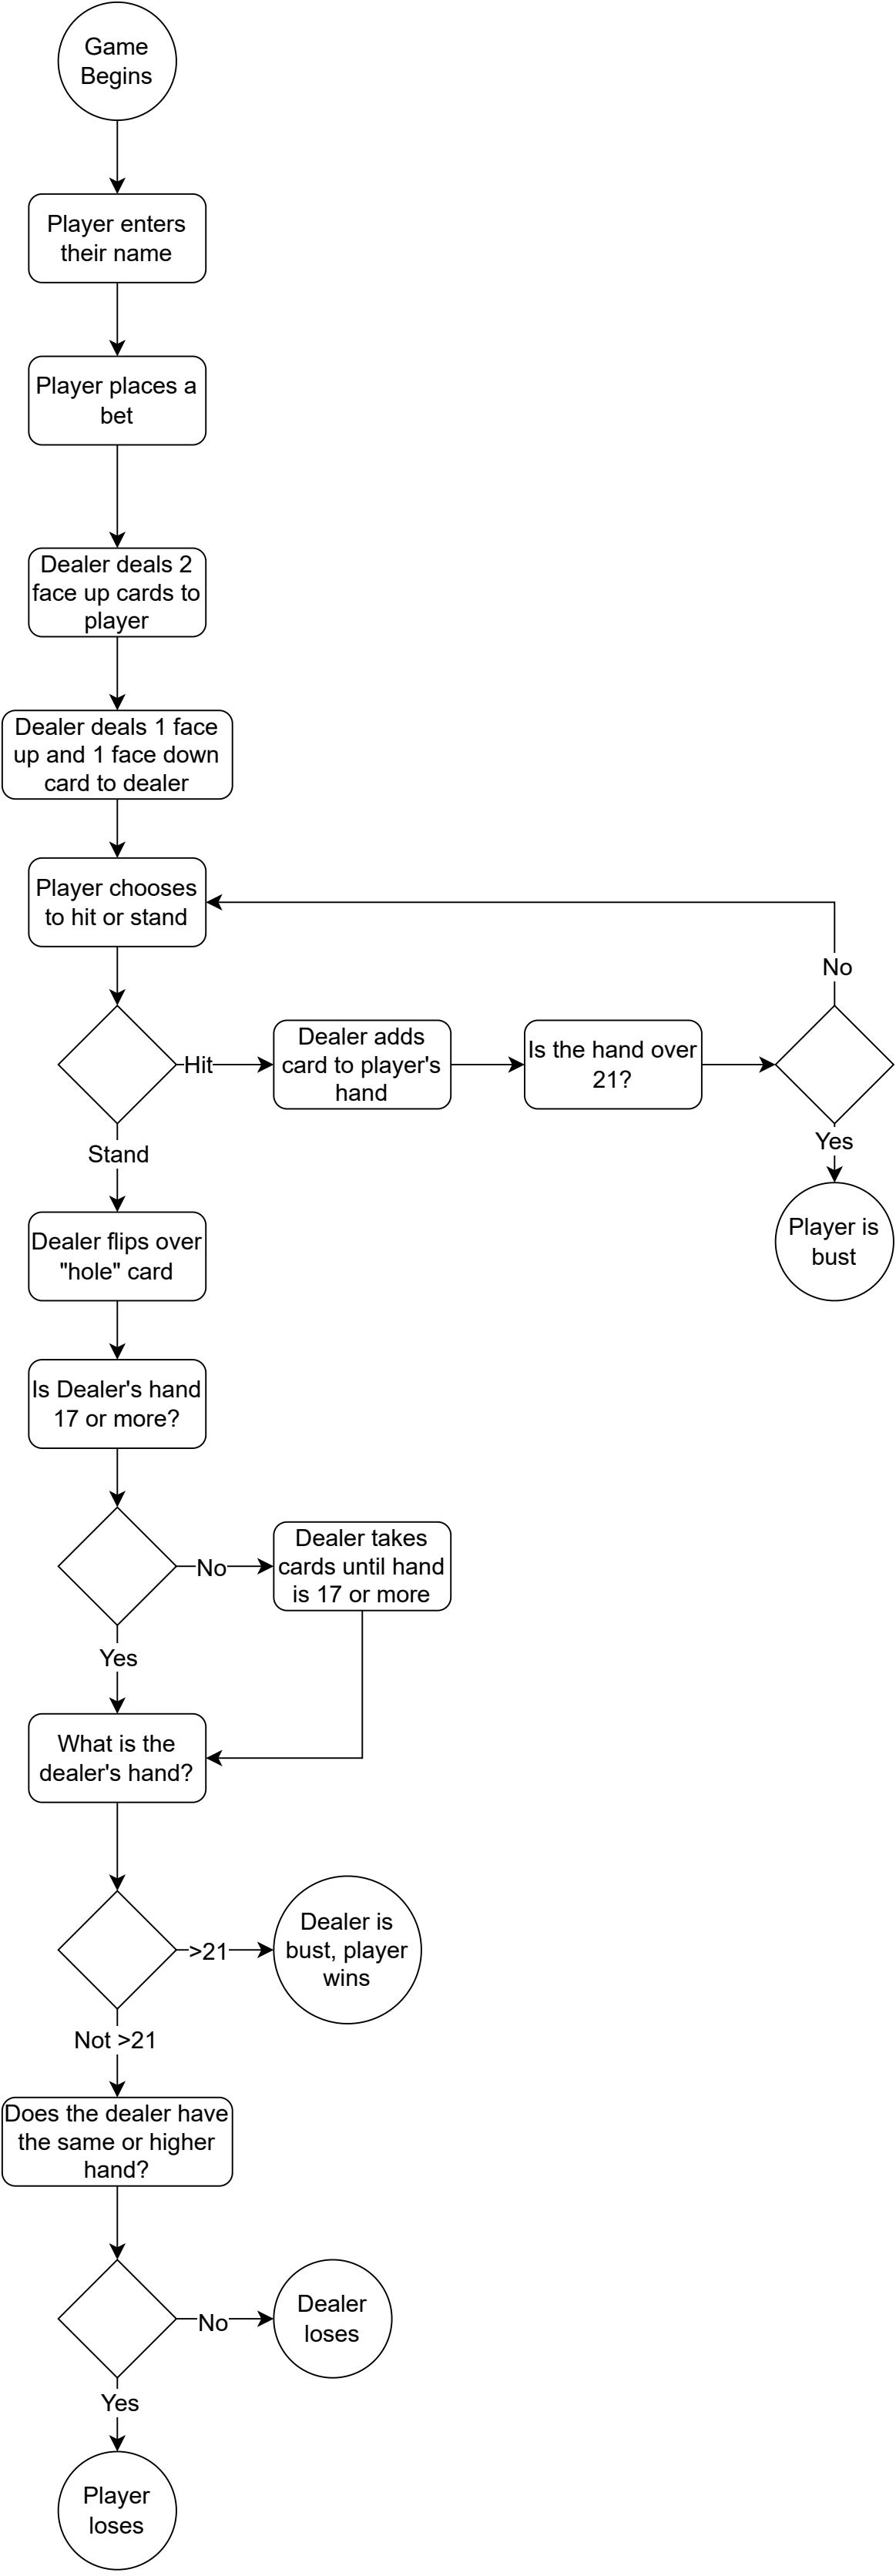 Game
Begins
Player enters
their name
Player places a
bet
Dealer deals 2
face up cards to
player
Dealer deals 1 face
up and 1 face down
card to dealer
Player chooses
to hit or stand
No
Hit
Dealer adds
card to player's
hand
Is the hand over
21?
Stand
Yes
Player is
bust
Dealer flips over
"hole" card
Is Dealer's hand
17 or more?
No
Dealer takes
cards until hand
is 17 or more
Yes
What is the
dealer's hand?
>21
Dealer is
bust, player
wins
Not >21
Does the dealer have
the same or higher
hand?
No
Dealer
loses
Yes
Player
loses